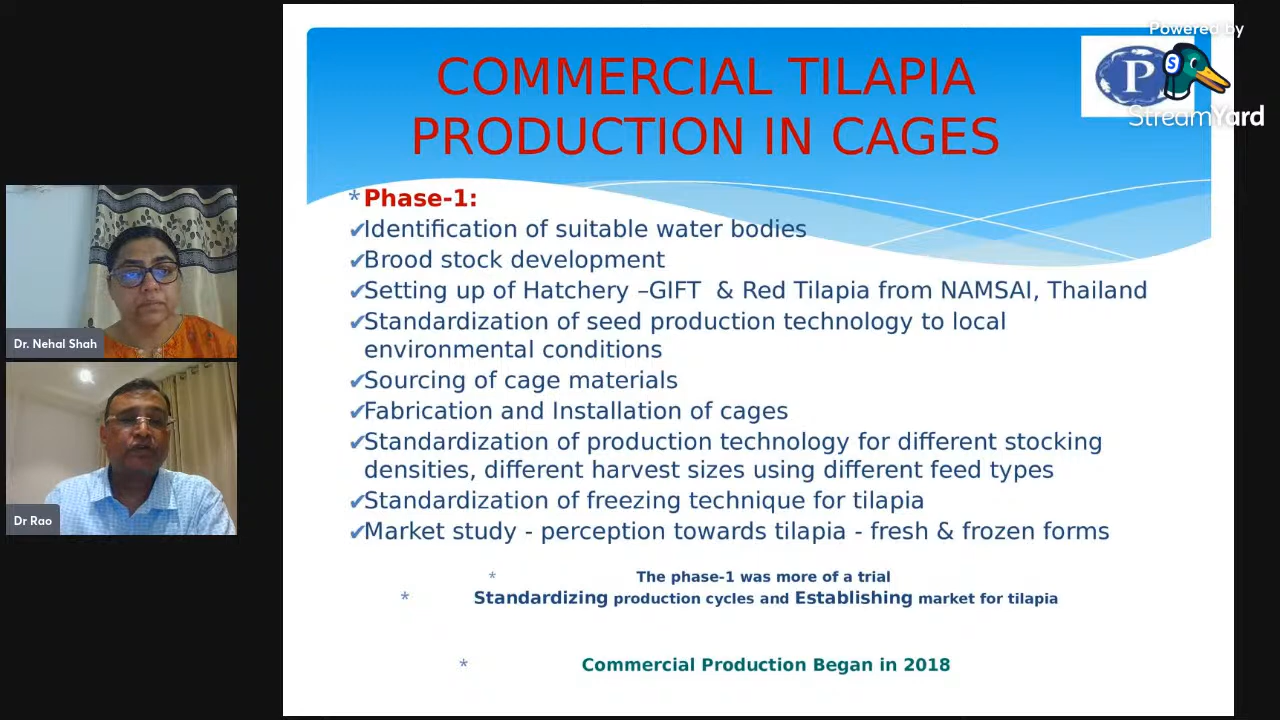 Powered by
StreamYard
COMMERCIAL TILAPIA
PRODUCTION IN CAGES
P
S
* Phase-1:
✔Identification of suitable water bodies
✔Brood stock development
✔Setting up of Hatchery –GIFT & Red Tilapia from NAMSAI, Thailand
✔Standardization of seed production technology to local
environmental conditions
✔Sourcing of cage materials
✔Fabrication and Installation of cages
✔Standardization of production technology for different stocking
densities, different harvest sizes using different feed types
✔Standardization of freezing technique for tilapia
✔Market study - perception towards tilapia - fresh & frozen forms
* The phase-1 was more of a trial
* Standardizing production cycles and Establishing market for tilapia
* Commercial Production Began in 2018
Dr. Nehal Shah
Dr Rao